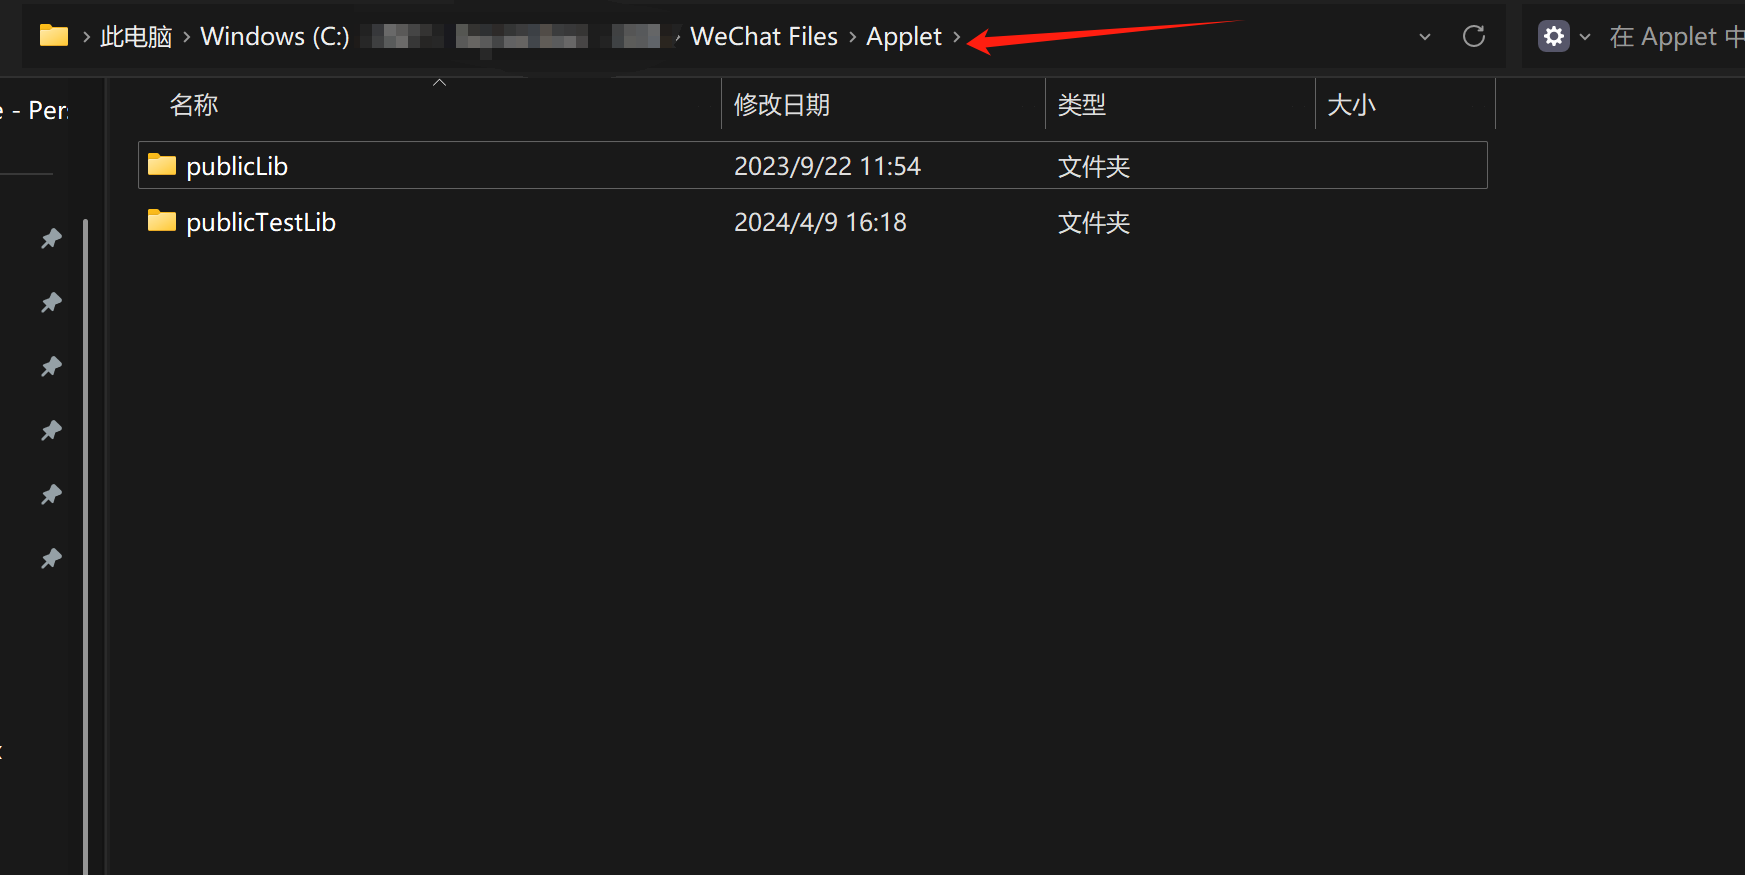 此电脑 > Windows (C:) > WeChat Files > Applet >
在 Applet 中
e - Per
名称 修改日期 类型 大小
publicLib 2023/9/22 11:54 文件夹
publicTestLib 2024/4/9 16:18 文件夹